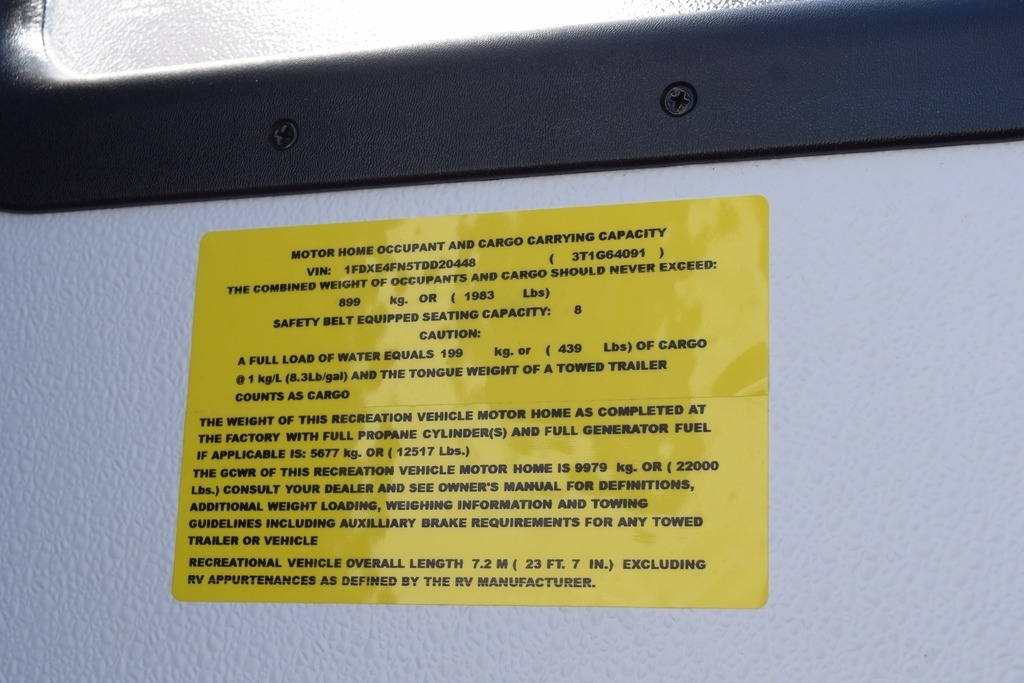 MOTOR HOME OCCUPANT AND CARGO CARRYING CAPACITY
VIN: 1FDXE4FN5TDD20448 ( 3T1G64091 )
THE COMBINED WEIGHT OF OCCUPANTS AND CARGO SHOULD NEVER EXCEED:
899 kg. OR ( 1983 Lbs)
SAFETY BELT EQUIPPED SEATING CAPACITY: 8
CAUTION:
A FULL LOAD OF WATER EQUALS 199 kg. or ( 439 Lbs) OF CARGO
@ 1 kg/L (8.3Lb/gal) AND THE TONGUE WEIGHT OF A TOWED TRAILER
COUNTS AS CARGO
THE WEIGHT OF THIS RECREATION VEHICLE MOTOR HOME AS COMPLETED AT
THE FACTORY WITH FULL PROPANE CYLINDER(S) AND FULL GENERATOR FUEL
IF APPLICABLE IS: 5677 kg. OR ( 12517 Lbs.)
THE GCWR OF THIS RECREATION VEHICLE MOTOR HOME IS 9979 kg. OR ( 22000
Lbs.) CONSULT YOUR DEALER AND SEE OWNER'S MANUAL FOR DEFINITIONS,
ADDITIONAL WEIGHT LOADING, WEIGHING INFORMATION AND TOWING
GUIDELINES INCLUDING AUXILLIARY BRAKE REQUIREMENTS FOR ANY TOWED
TRAILER OR VEHICLE
RECREATIONAL VEHICLE OVERALL LENGTH 7.2 M ( 23 FT. 7 IN.) EXCLUDING
RV APPURTENANCES AS DEFINED BY THE RV MANUFACTURER.